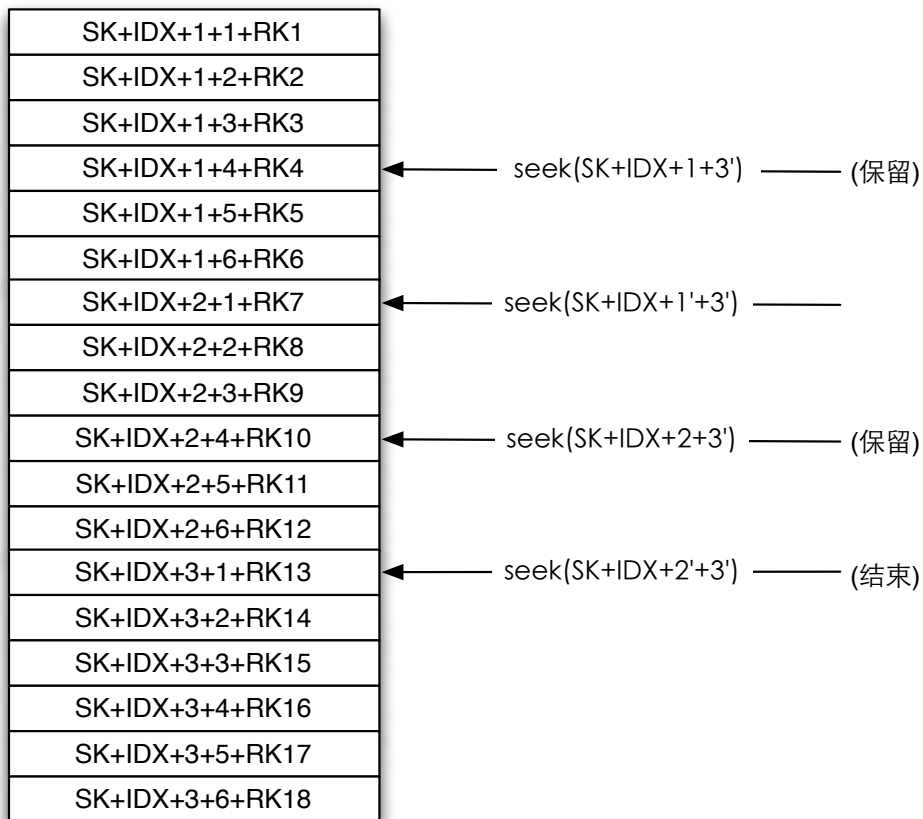 SK+IDX+1+1+RK1
SK+IDX+1+2+RK2
SK+IDX+1+3+RK3
SK+IDX+1+4+RK4 seek(SK+IDX+1+3') (保留)
SK+IDX+1+5+RK5
SK+IDX+1+6+RK6
SK+IDX+2+1+RK7 seek(SK+IDX+1'+3')
SK+IDX+2+2+RK8
SK+IDX+2+3+RK9
SK+IDX+2+4+RK10 seek(SK+IDX+2+3') (保留)
SK+IDX+2+5+RK11
SK+IDX+2+6+RK12
SK+IDX+3+1+RK13 seek(SK+IDX+2'+3') (结束)
SK+IDX+3+2+RK14
SK+IDX+3+3+RK15
SK+IDX+3+4+RK16
SK+IDX+3+5+RK17
SK+IDX+3+6+RK18